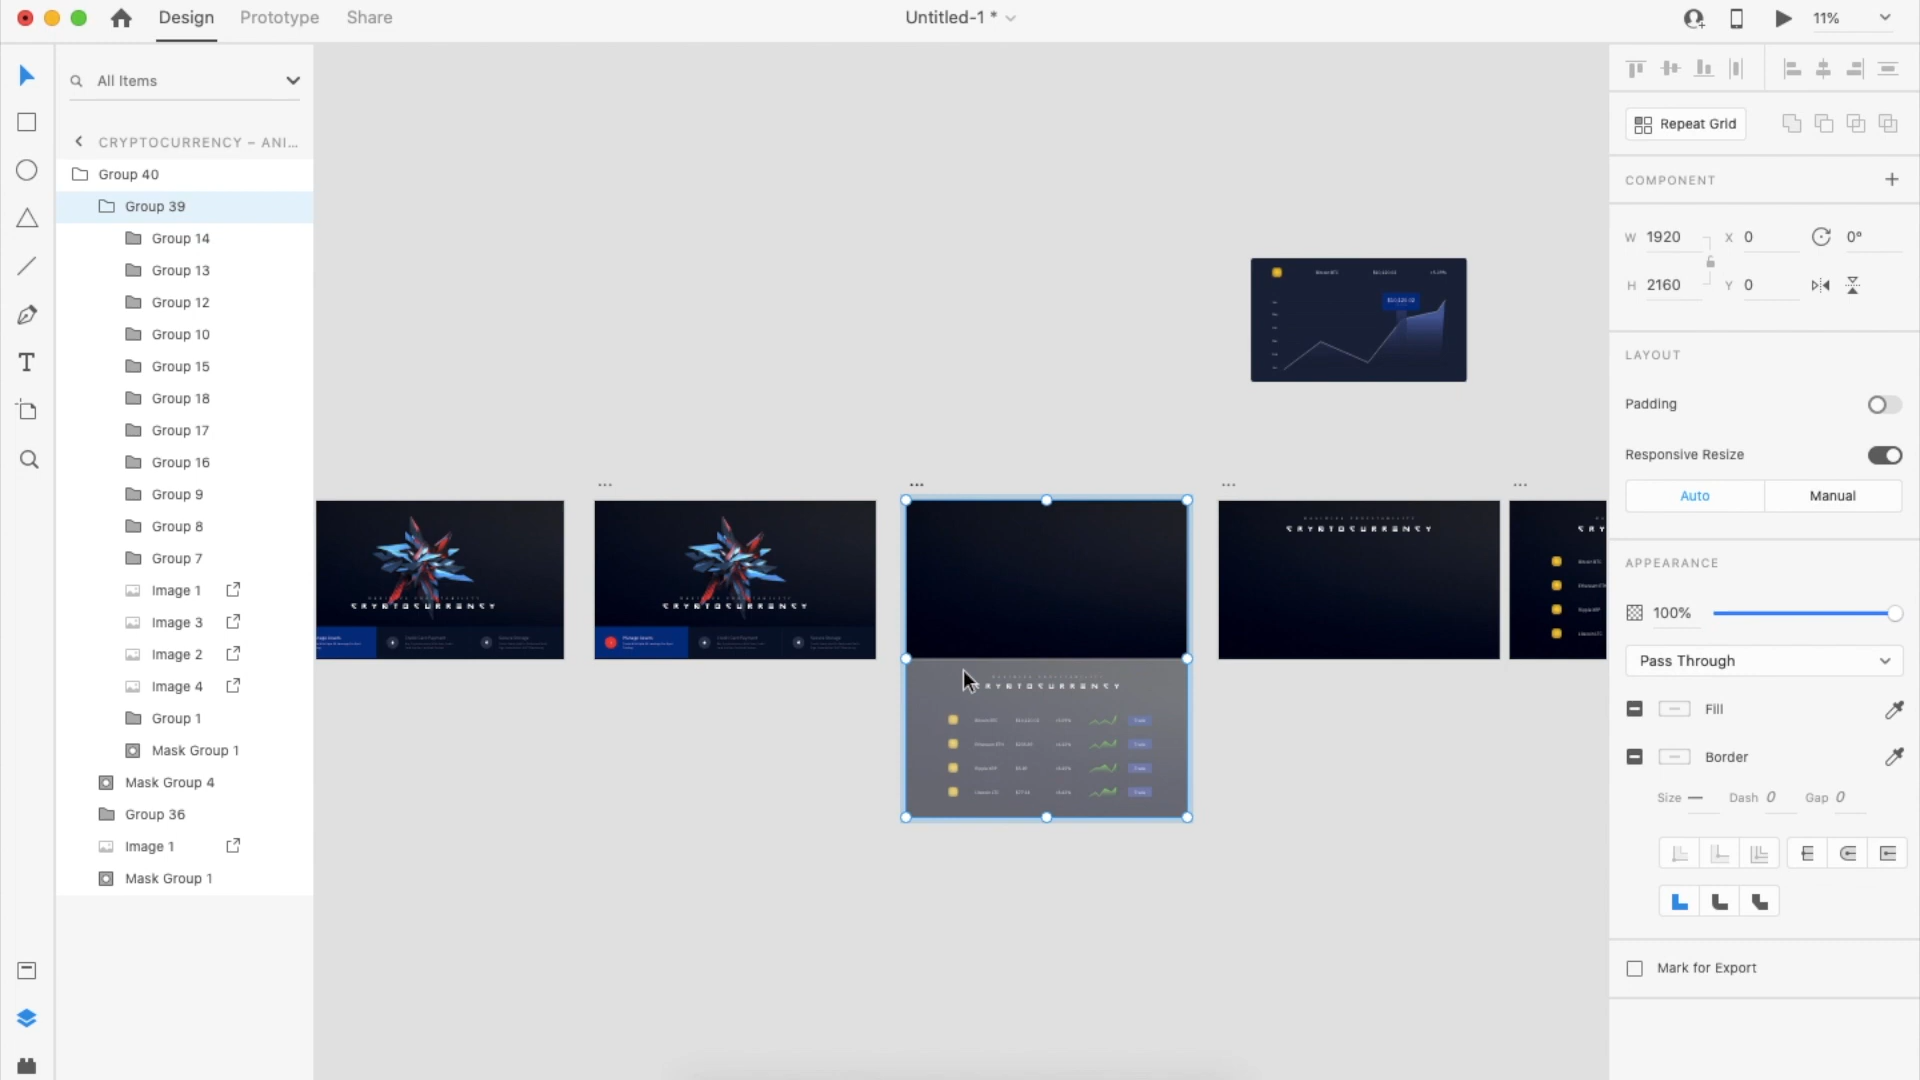 Design
Prototype
Share
Untitled-1 *
11%
All Items
CRYPTOCURRENCY – ANI...
Group 40
Group 39
Group 14
Group 13
Group 12
Group 10
Group 15
Group 18
Group 17
Group 16
Group 9
Group 8
Group 7
Image 1
Image 3
Image 2
Image 4
Group 1
Mask Group 1
Mask Group 4
Group 36
Image 1
Mask Group 1
...
...
...
...
CRYPTOCURRENCY
CRYPTOCURRENCY
CRYPTOCURRENCY
CRYPTOCURRENCY
Repeat Grid
COMPONENT
W 1920
X 0
0°
H 2160
Y 0
LAYOUT
Padding
Responsive Resize
Auto
Manual
APPEARANCE
100%
Pass Through
Fill
Border
Size
Dash 0
Gap 0
Mark for Export